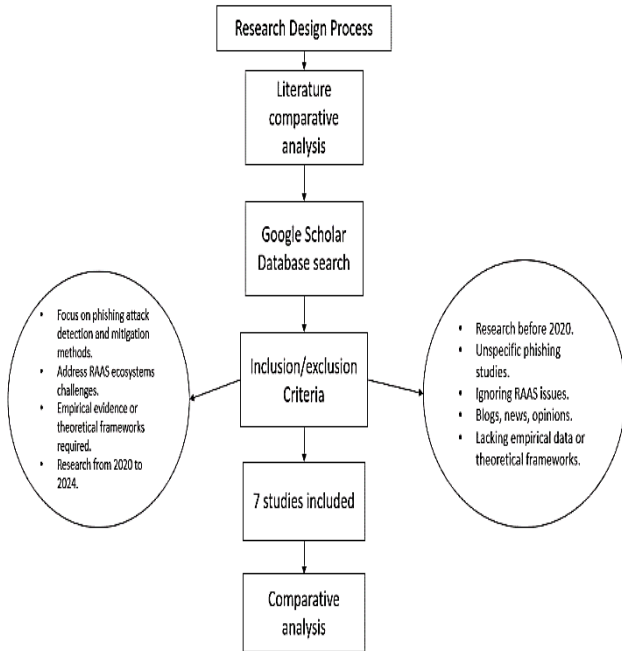 Research Design Process
Literature
comparative
analysis
Google Scholar
Database search
Inclusion/exclusion
Criteria
• Focus on phishing attack
detection and mitigation
methods.
• Address RAAS ecosystems
challenges.
• Empirical evidence or
theoretical frameworks
required.
• Research from 2020 to
2024.
• Research before 2020.
• Unspecific phishing
studies.
• Ignoring RAAS issues.
• Blogs, news, opinions.
• Lacking empirical data or
theoretical frameworks.
7 studies included
Comparative
analysis